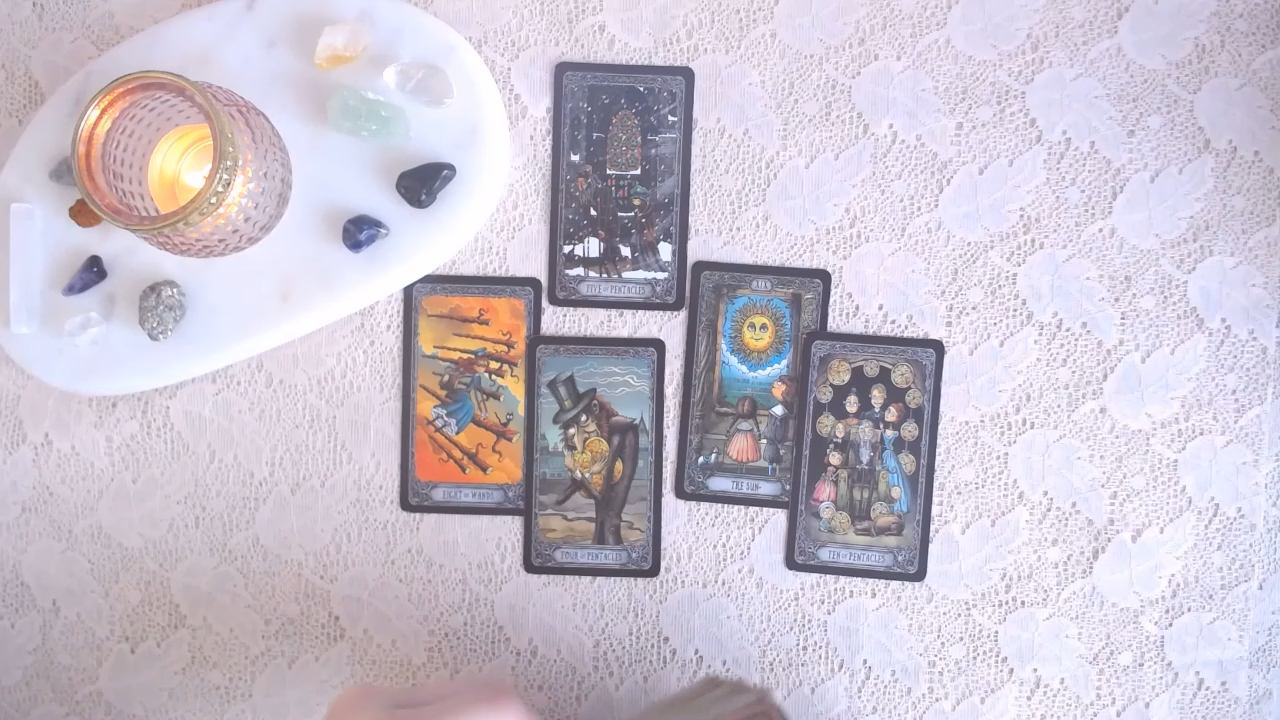 FIVE OF PENTACLES
XIX
EIGHT OF WANDS
THE SUN
FOUR OF PENTACLES
TEN OF PENTACLES